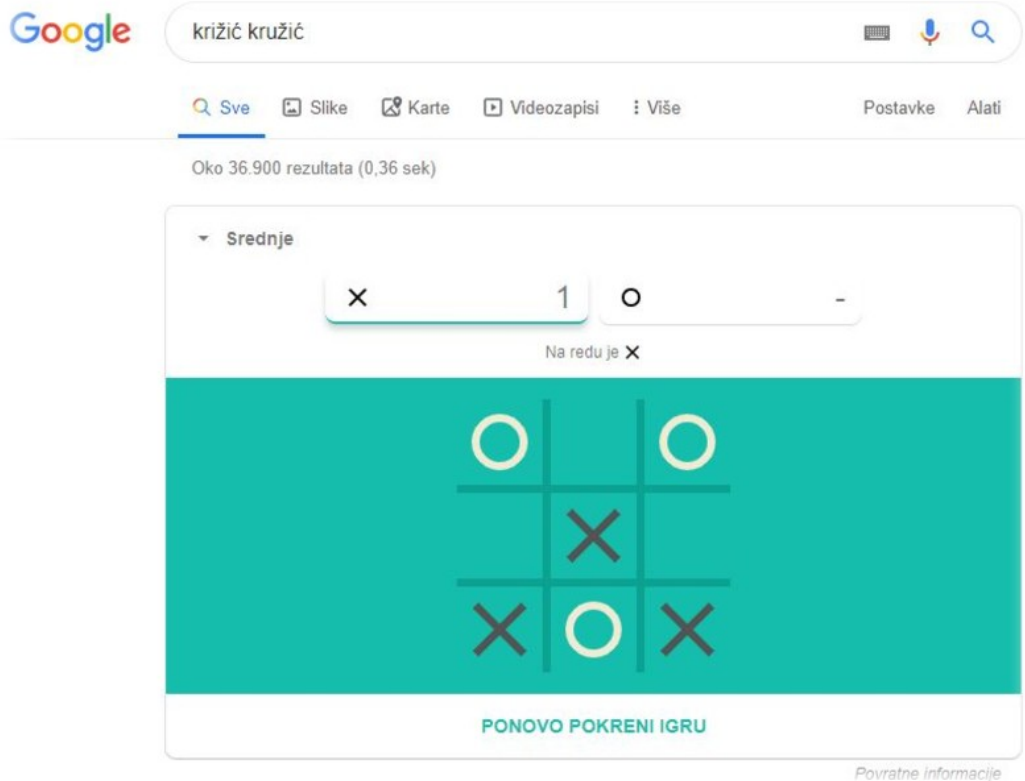 Google križić kružić
Sve Slike Karte Videozapisi Više Postavke Alati
Oko 36.900 rezultata (0,36 sek)
Srednje
X 1 O -
Na redu je X
O O
X
X O X
PONOVO POKRENI IGRU
Povratne informacije